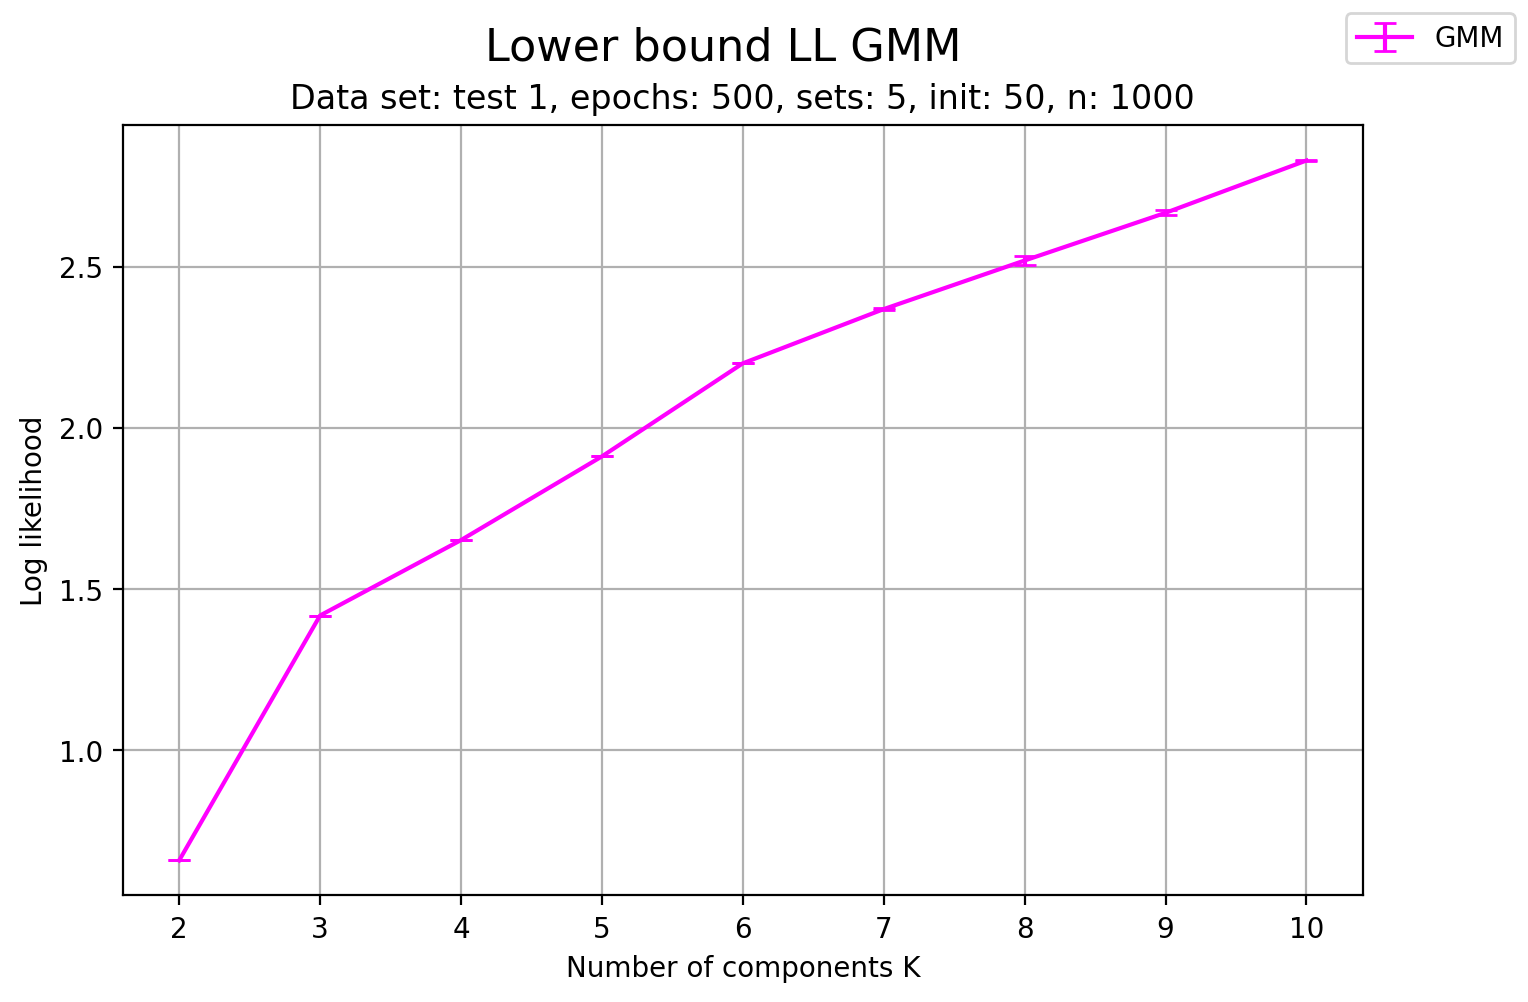 Lower bound LL GMM
GMM
Data set: test 1, epochs: 500, sets: 5, init: 50, n: 1000
Log likelihood
2.5
2.0
1.5
1.0
2 3 4 5 6 7 8 9 10
Number of components K